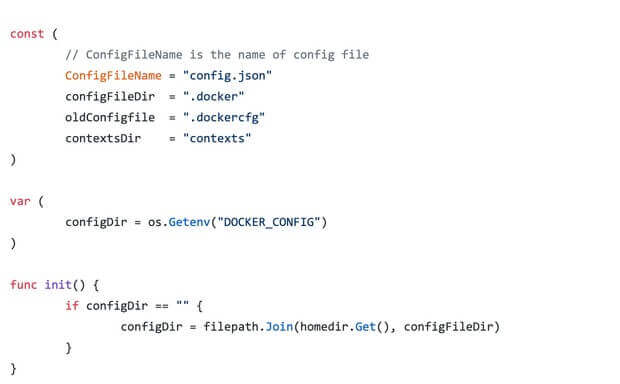 const (
        // ConfigFileName is the name of config file
        ConfigFileName = "config.json"
        configFileDir  = ".docker"
        oldConfigfile  = ".dockercfg"
        contextsDir    = "contexts"
)
var (
        configDir = os.Getenv("DOCKER_CONFIG")
)
func init() {
        if configDir == "" {
                configDir = filepath.Join(homedir.Get(), configFileDir)
        }
}